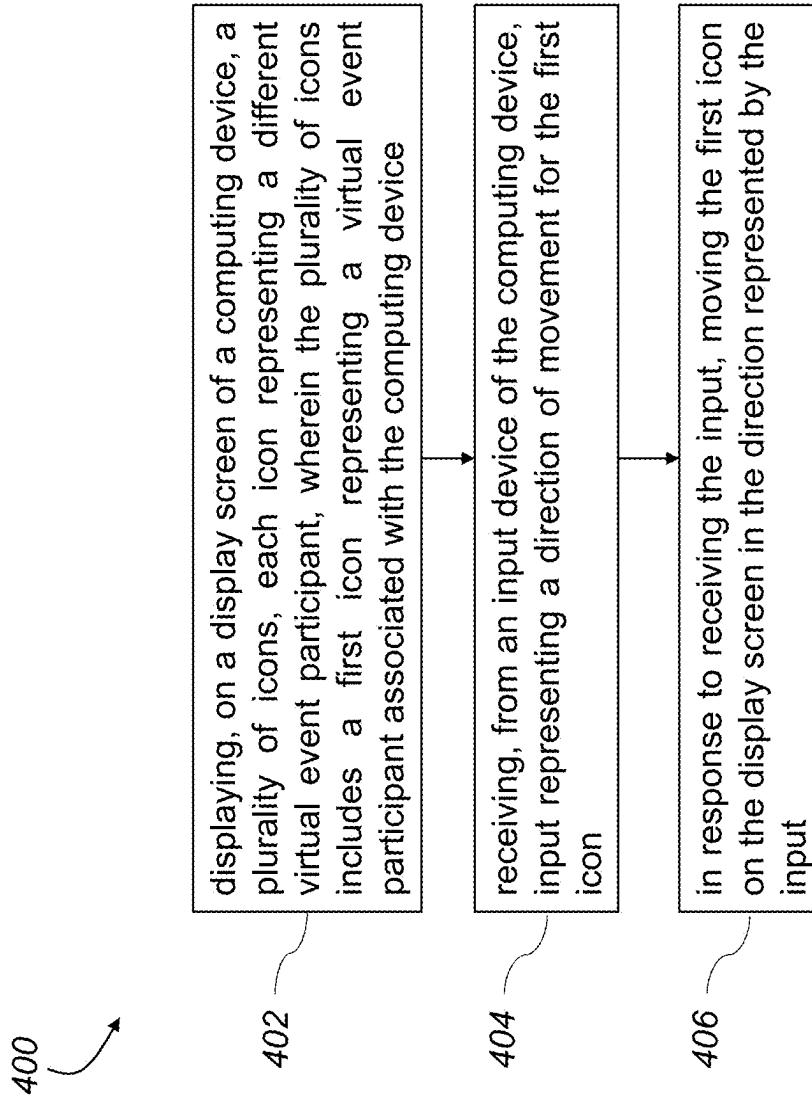 400
402
displaying, on a display screen of a computing device, a
plurality of icons, each icon representing a different
virtual event participant, wherein the plurality of icons
includes a first icon representing a virtual event
participant associated with the computing device
404
receiving, from an input device of the computing device,
input representing a direction of movement for the first
icon
406
in response to receiving the input, moving the first icon
on the display screen in the direction represented by the
input